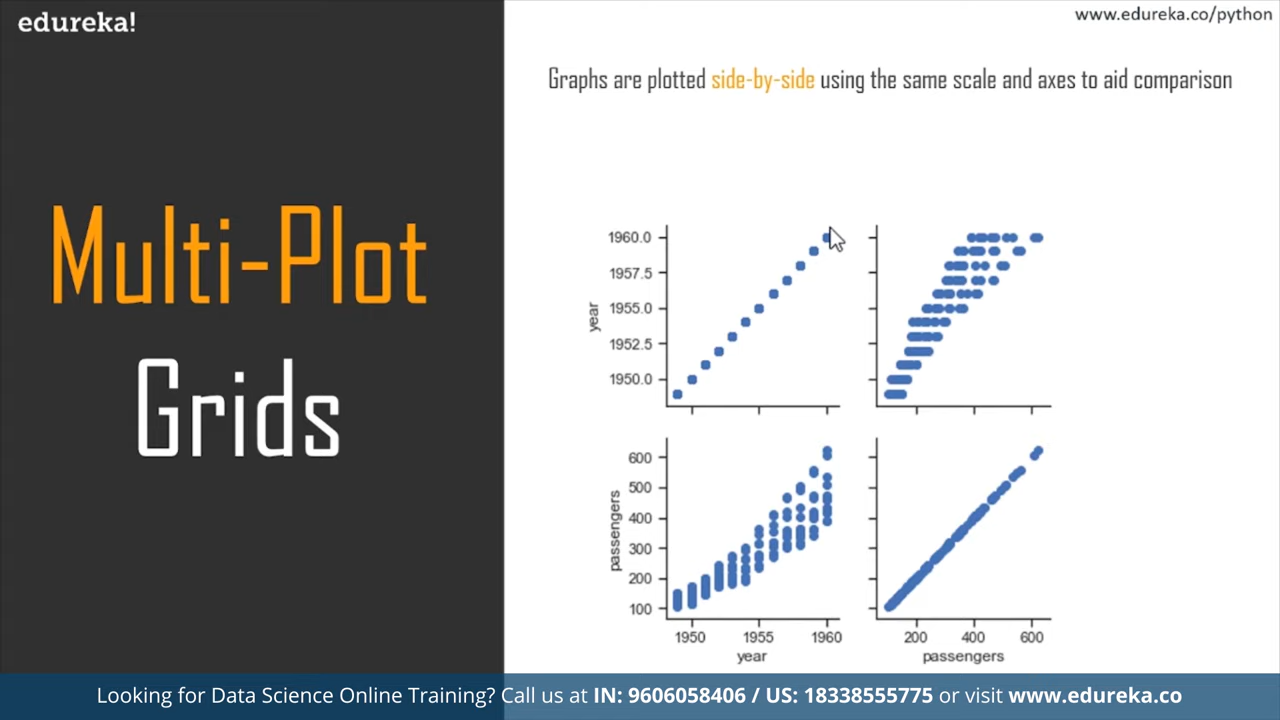 edureka!
www.edureka.co/python
Graphs are plotted side-by-side using the same scale and axes to aid comparison
Multi-Plot
Grids
1960.0
1957.5
1955.0
1952.5
1950.0
year
600
500
400
300
200
100
passengers
1950 1955 1960
year
200 400 600
passengers
Looking for Data Science Online Training? Call us at IN: 9606058406 / US: 18338555775 or visit www.edureka.co